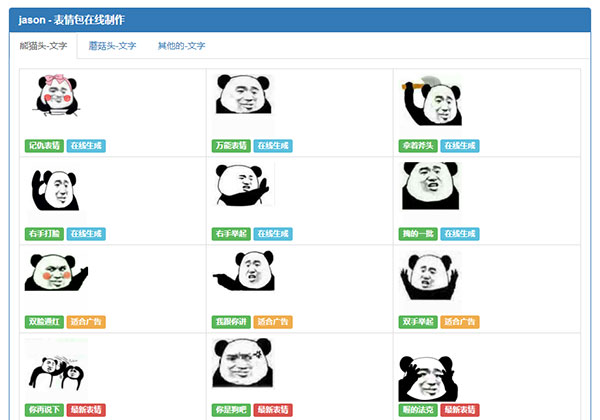 jason - 表情包在线制作
熊猫头-文字 蘑菇头-文字 其他的-文字
记仇表情 在线生成 万能表情 在线生成 拿着斧头 在线生成
右手打脸 在线生成 右手举起 在线生成 拽的一批 在线生成
双脸通红 适合广告 我跟你讲 适合广告 双手举起 适合广告
你再说下 最新表情 你是狗吧 最新表情 喔的法克 最新表情